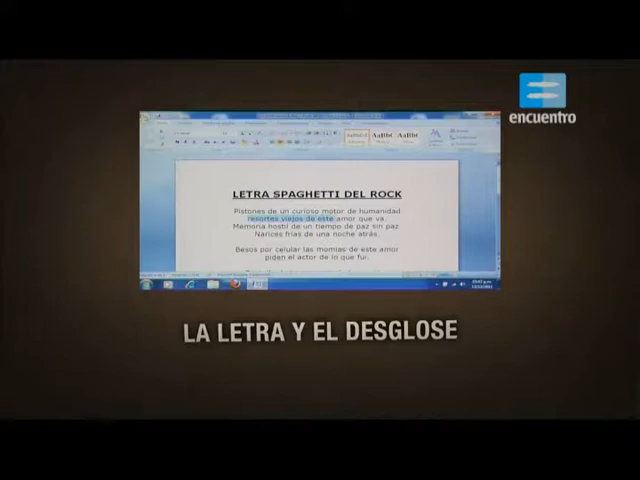 encuentro
LETRA SPAGHETTI DEL ROCK
Pistones de un curioso motor de humanidad
resortes viejos de este amor que va.
Memoria hostil de un tiempo de paz sin paz
Narices frias de una noche atrás.
Besos por celular las momias de este amor
piden el actor de lo que fui.
LA LETRA Y EL DESGLOSE